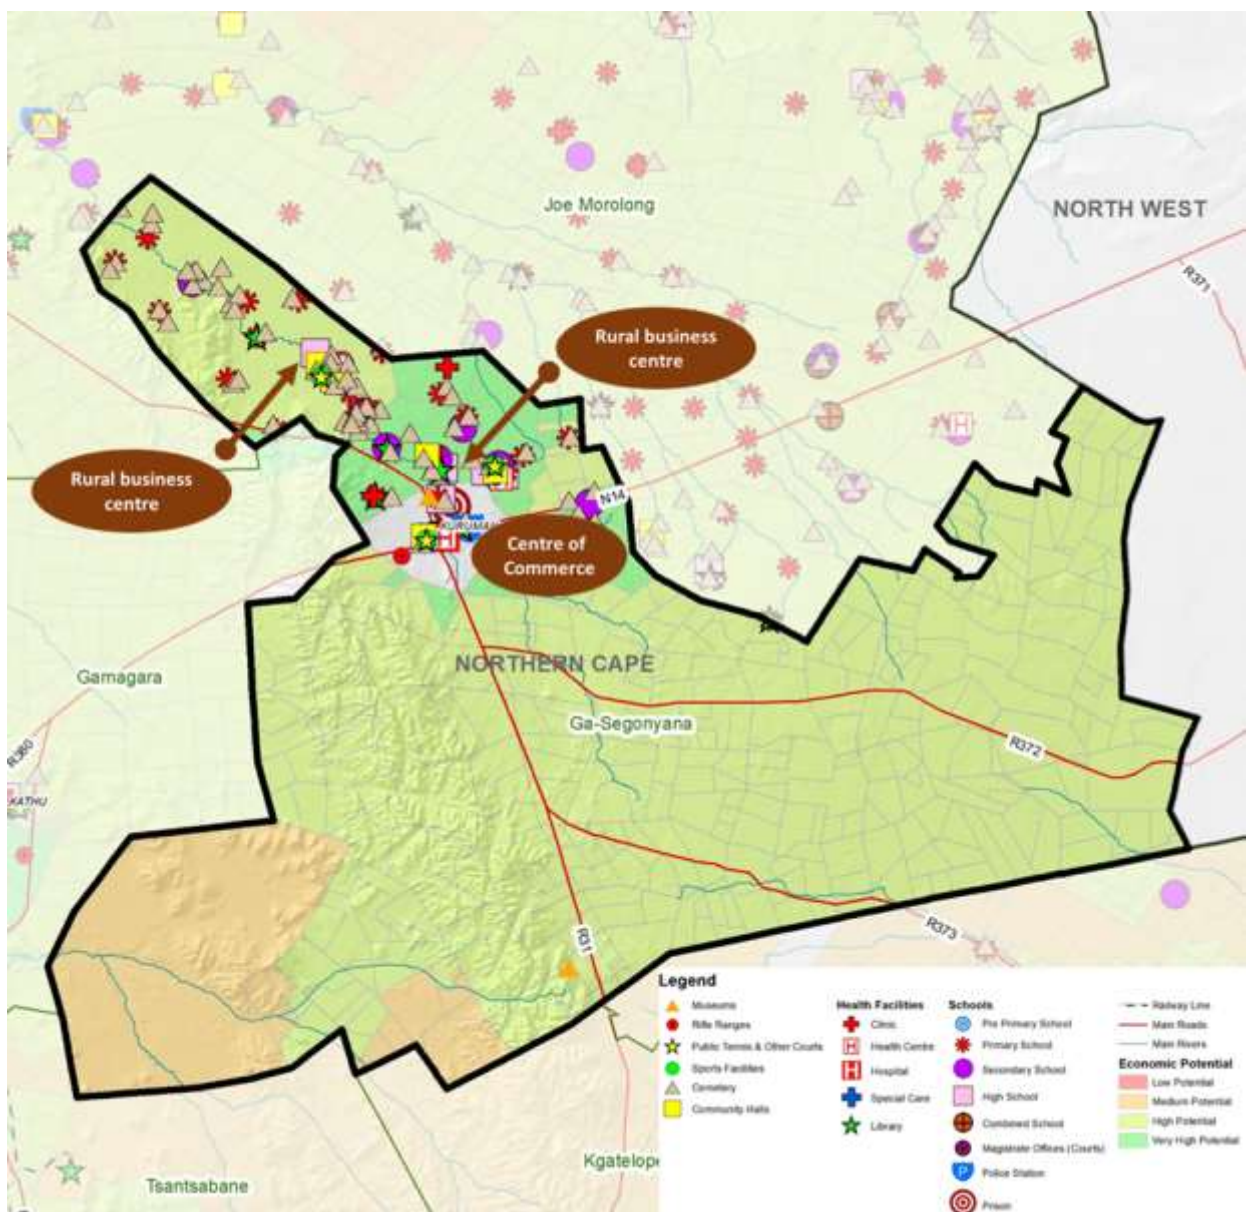 NORTH WEST
R371
Joe Morolong
Rural business
centre
Rural business
centre
N14
KURUMAN
Centre of
Commerce
NORTHERN CAPE
Gamagara
Ga-Segonyana
R380
KATHU
R372
R31
R373
Kgatelope
Tsantsabane
Legend
Museums
Rifle Ranges
Public Tennis & Other Courts
Sports Facilities
Cemetery
Community Halls
Health Facilities
Clinic
Health Centre
Hospital
Special Care
Library
Schools
Pre Primary School
Primary School
Secondary School
High School
Combined School
Magistrate Offices (Courts)
Police Station
Prison
Railway Line
Main Roads
Main Rivers
Economic Potential
Low Potential
Medium Potential
High Potential
Very High Potential